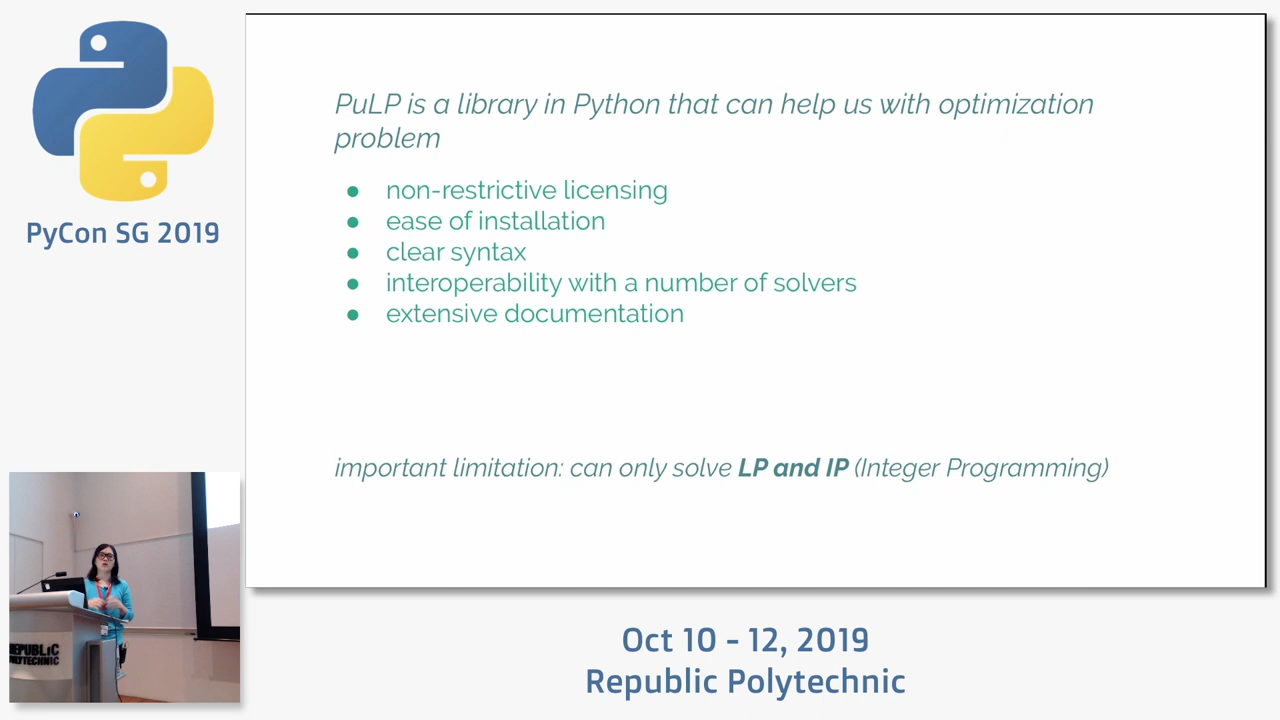 PyCon SG 2019
PuLP is a library in Python that can help us with optimization
problem
● non-restrictive licensing
● ease of installation
● clear syntax
● interoperability with a number of solvers
● extensive documentation
important limitation: can only solve LP and IP (Integer Programming)
REPUBLIC
POLYTECHNIC
Oct 10 - 12, 2019
Republic Polytechnic